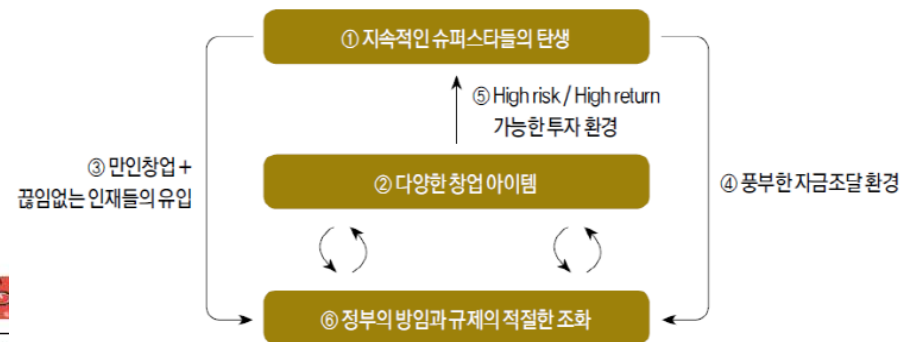 ① 지속적인 슈퍼스타들의 탄생
⑤ High risk / High return
가능한 투자 환경
③ 만인창업 +
끊임없는 인재들의 유입
② 다양한 창업 아이템
④ 풍부한 자금조달 환경
⑥ 정부의 방임과 규제의 적절한 조화